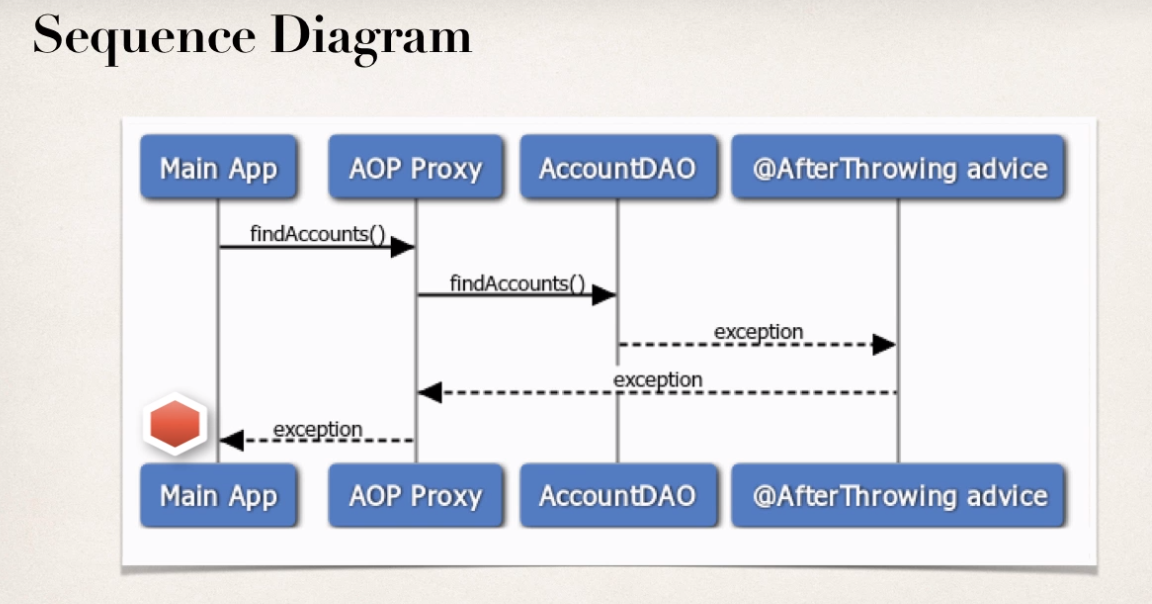 Sequence Diagram
Main App AOP Proxy AccountDAO @AfterThrowing advice
findAccounts()
findAccounts()
exception
exception
exception
Main App AOP Proxy AccountDAO @AfterThrowing advice